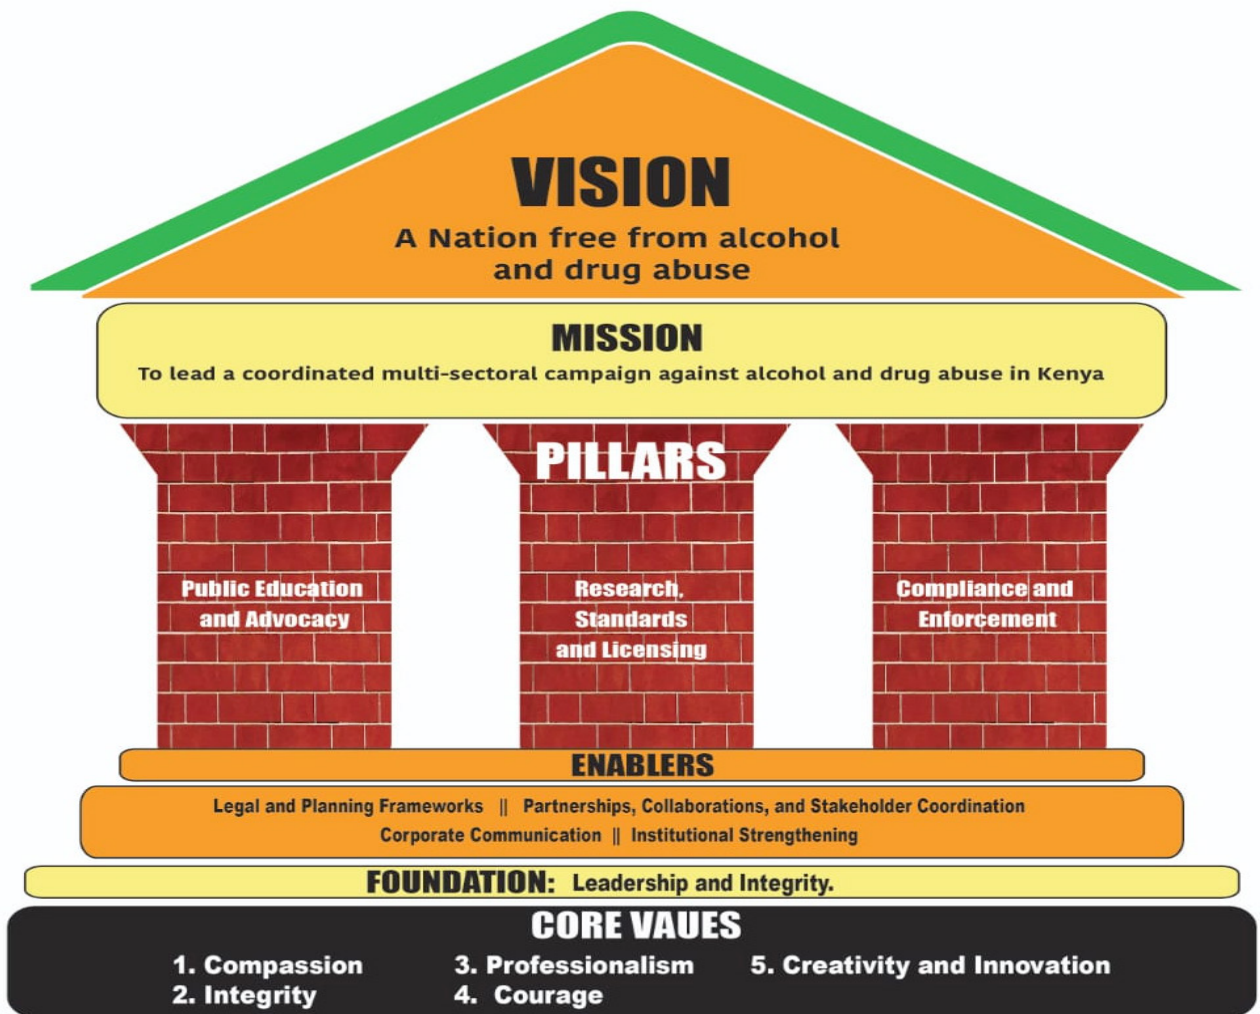 VISION
A Nation free from alcohol
and drug abuse
MISSION
To lead a coordinated multi-sectoral campaign against alcohol and drug abuse in Kenya
PILLARS
Public Education
and Advocacy
Research,
Standards
and Licensing
Compliance and
Enforcement
ENABLERS
Legal and Planning Frameworks || Partnerships, Collaborations, and Stakeholder Coordination
Corporate Communication || Institutional Strengthening
FOUNDATION: Leadership and Integrity.
CORE VAUES
1. Compassion
2. Integrity
3. Professionalism
4. Courage
5. Creativity and Innovation